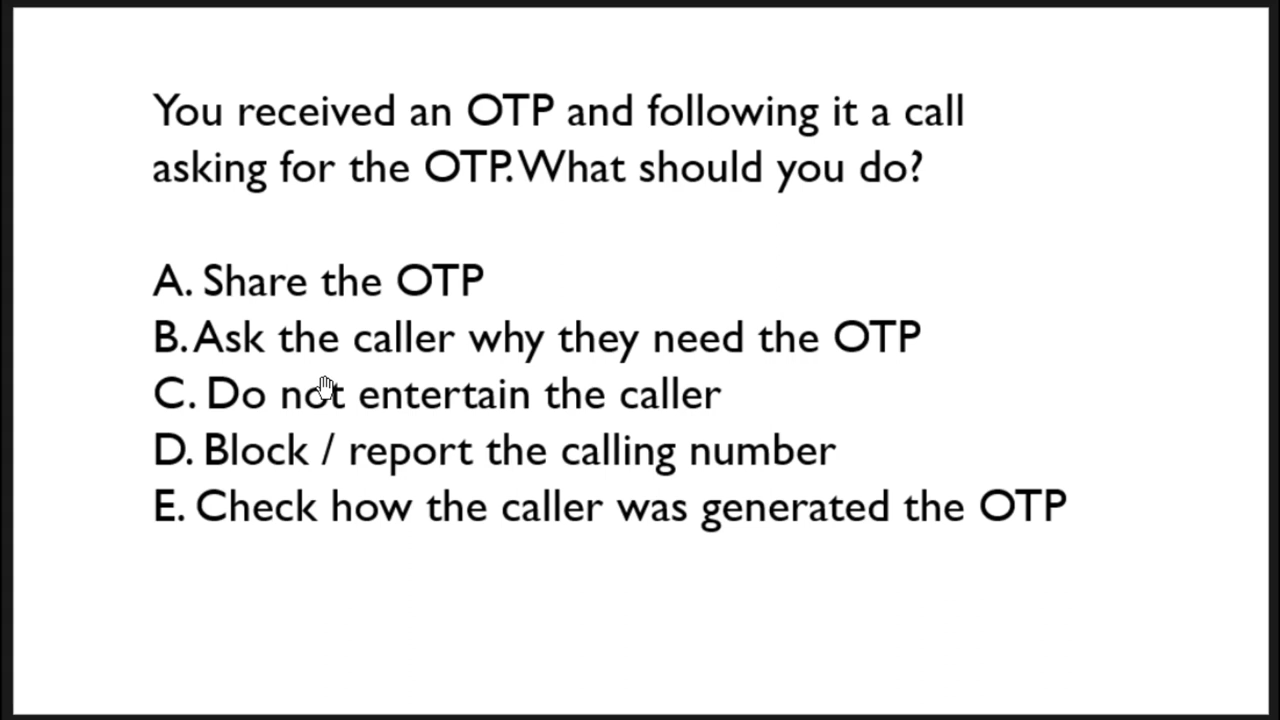 You received an OTP and following it a call
asking for the OTP. What should you do?
A. Share the OTP
B. Ask the caller why they need the OTP
C. Do not entertain the caller
D. Block / report the calling number
E. Check how the caller was generated the OTP